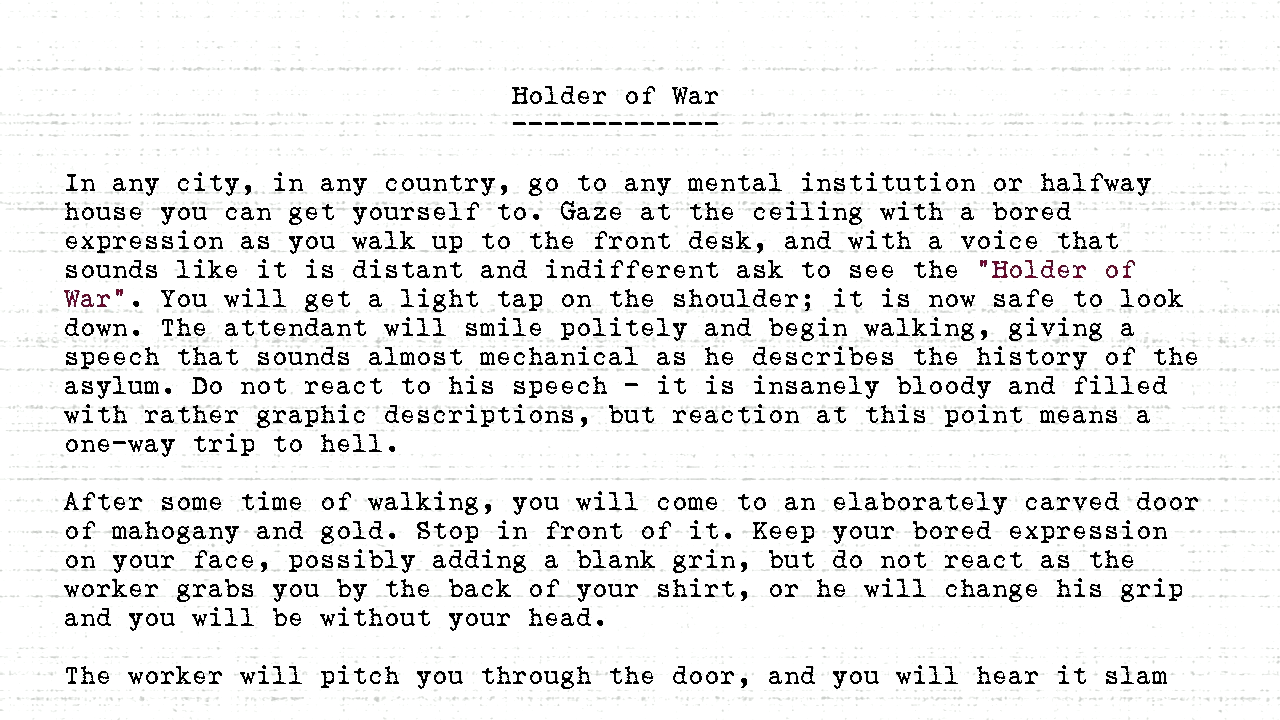 Holder of War
-------------
In any city, in any country, go to any mental institution or halfway
house you can get yourself to. Gaze at the ceiling with a bored
expression as you walk up to the front desk, and with a voice that
sounds like it is distant and indifferent ask to see the "Holder of
War". You will get a light tap on the shoulder; it is now safe to look
down. The attendant will smile politely and begin walking, giving a
speech that sounds almost mechanical as he describes the history of the
asylum. Do not react to his speech - it is insanely bloody and filled
with rather graphic descriptions, but reaction at this point means a
one-way trip to hell.
After some time of walking, you will come to an elaborately carved door
of mahogany and gold. Stop in front of it. Keep your bored expression
on your face, possibly adding a blank grin, but do not react as the
worker grabs you by the back of your shirt, or he will change his grip
and you will be without your head.
The worker will pitch you through the door, and you will hear it slam